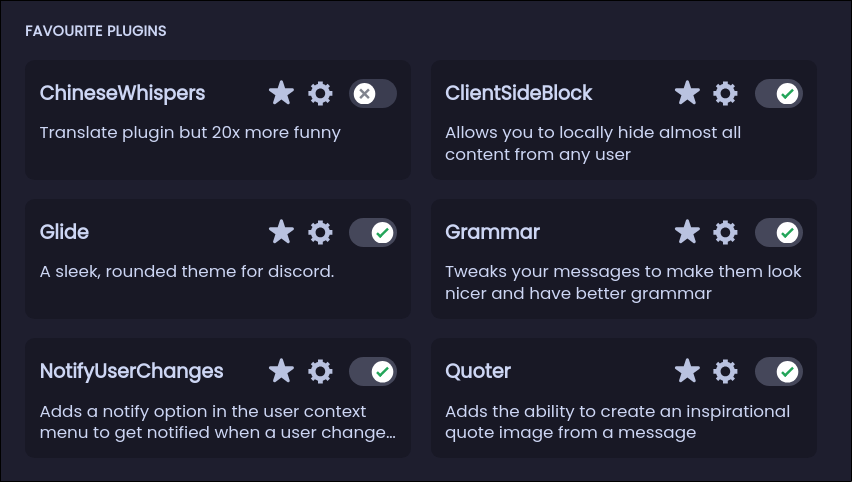 FAVOURITE PLUGINS
ChineseWhispers
Translate plugin but 20x more funny
ClientSideBlock
Allows you to locally hide almost all
content from any user
Glide
A sleek, rounded theme for discord.
Grammar
Tweaks your messages to make them look
nicer and have better grammar
NotifyUserChanges
Adds a notify option in the user context
menu to get notified when a user change...
Quoter
Adds the ability to create an inspirational
quote image from a message